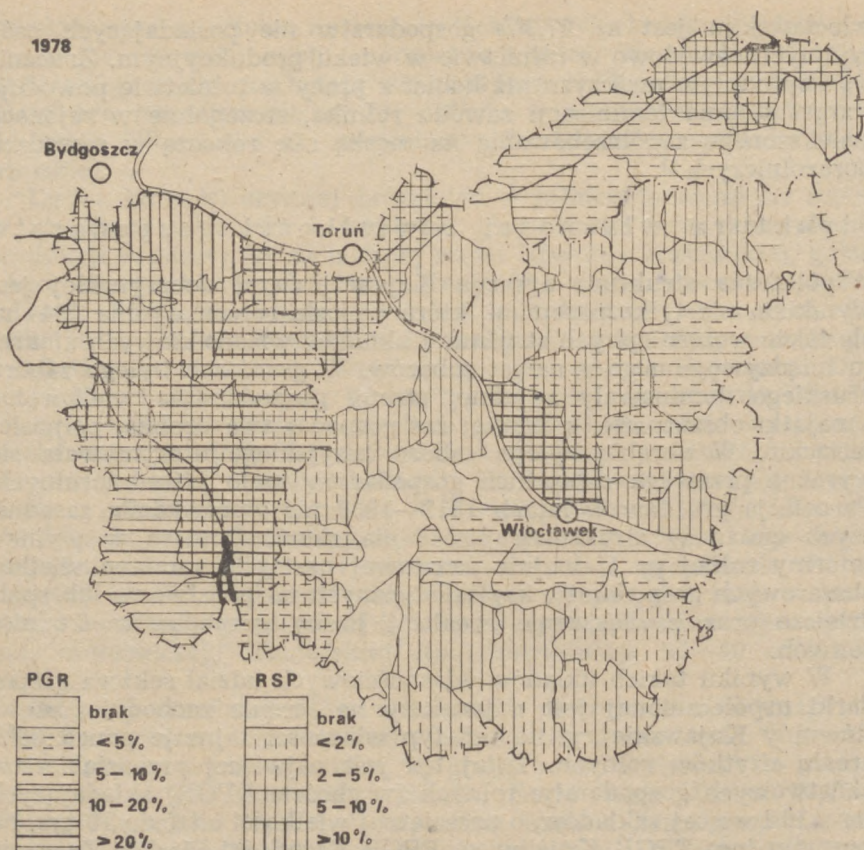 1978
Bydgoszcz
Toruń
Włocławek
PGR
brak
<5%
5-10%
10-20%
>20%
RSP
brak
<2%
2-5%
5-10%
>10%